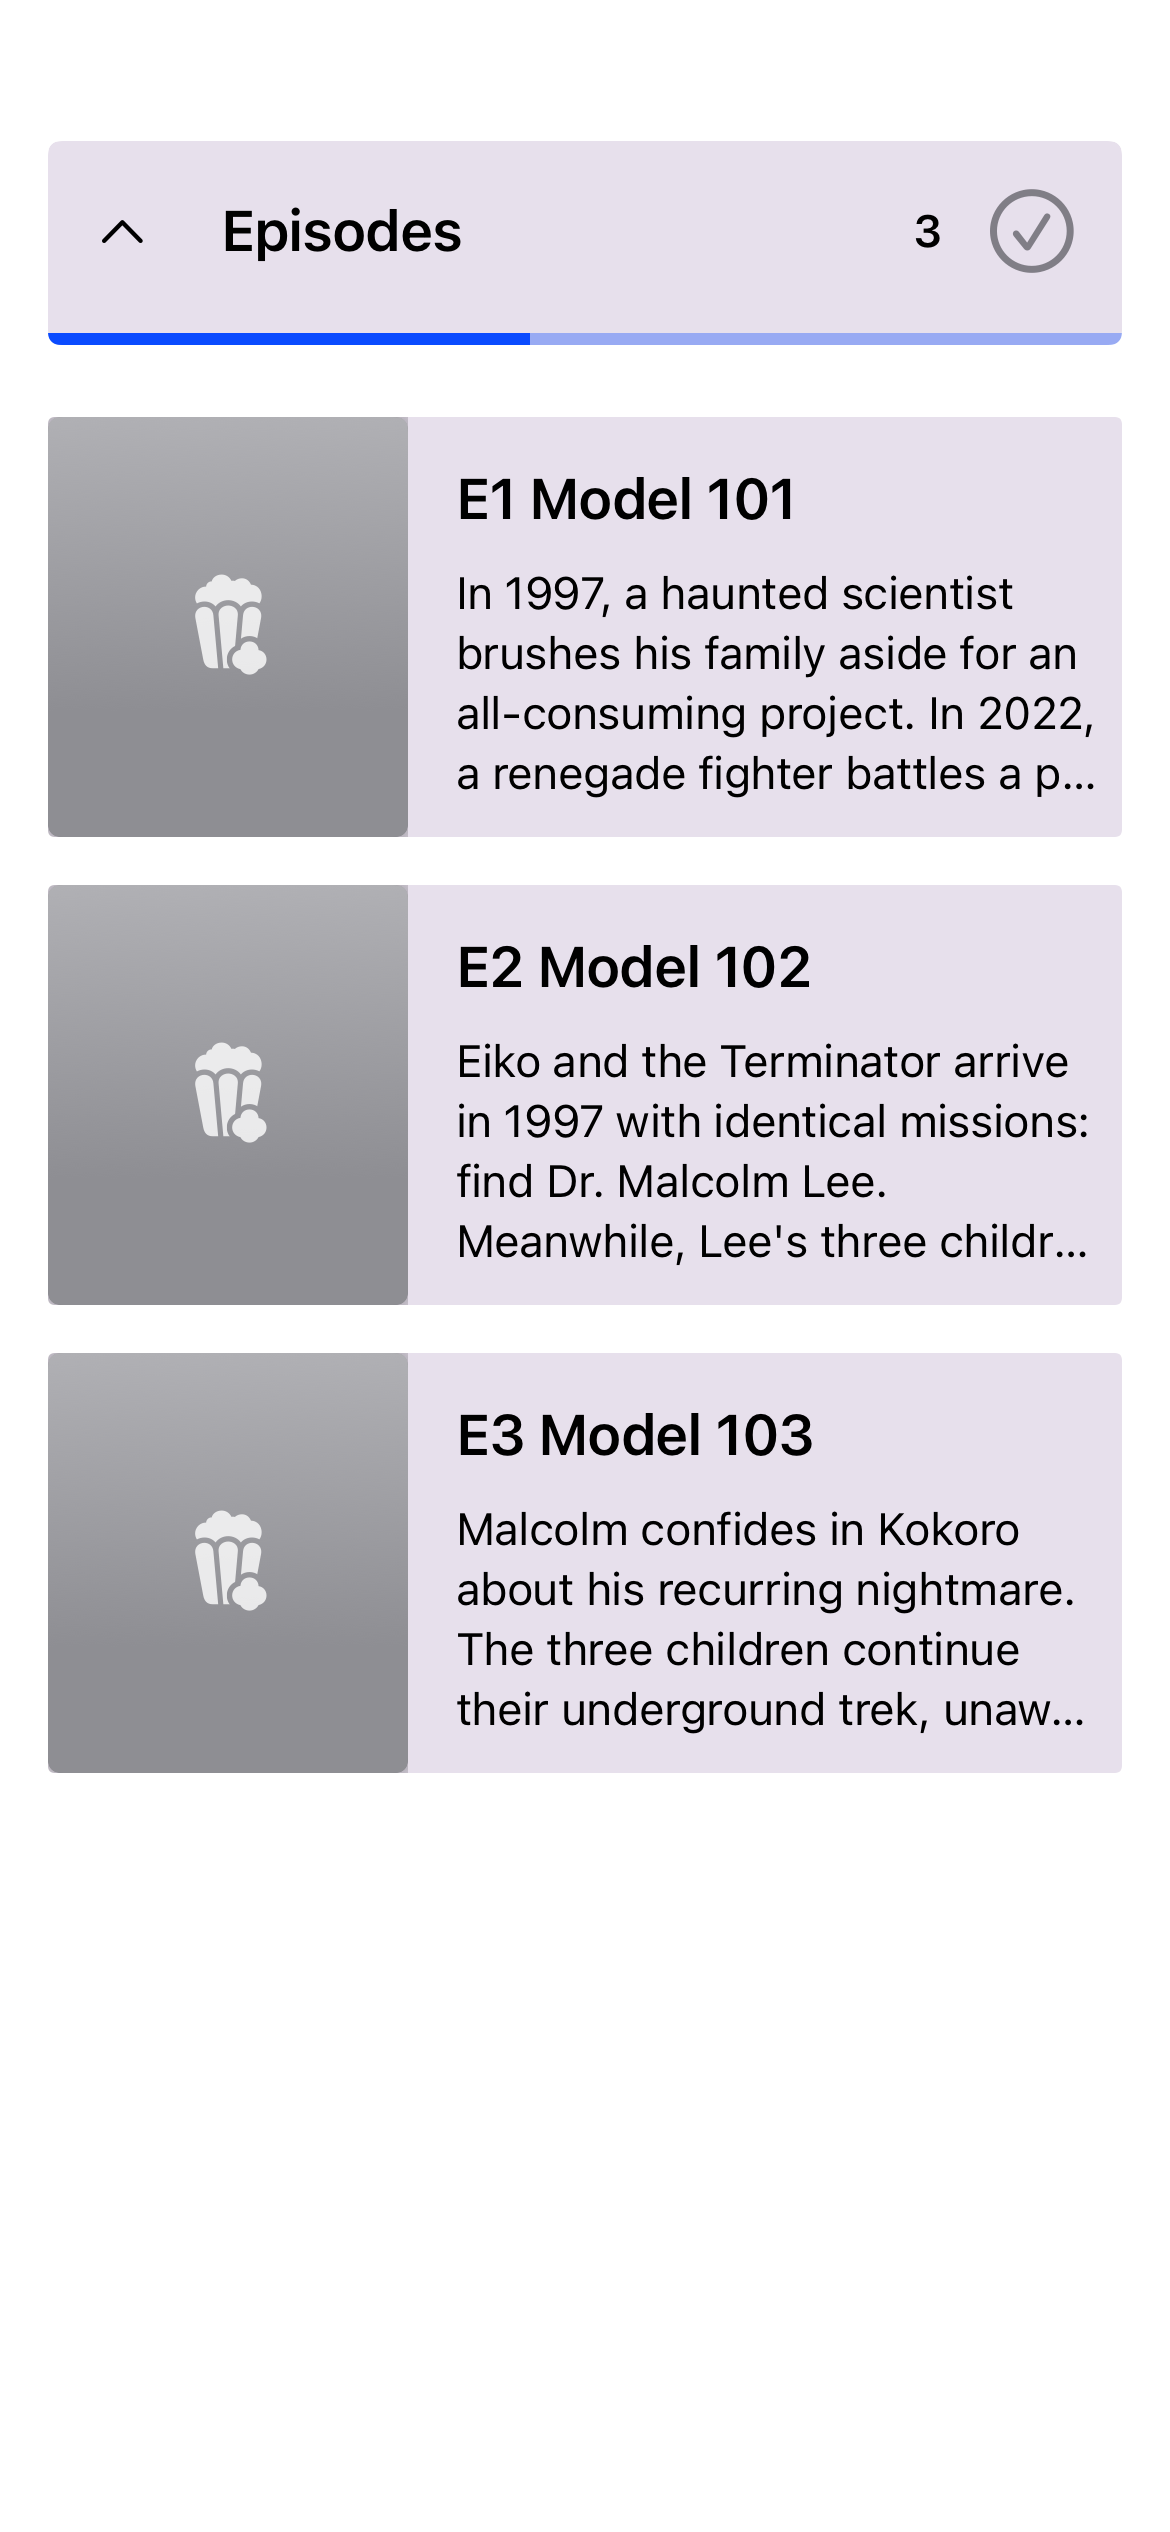 Episodes 3
E1 Model 101
In 1997, a haunted scientist
brushes his family aside for an
all-consuming project. In 2022,
a renegade fighter battles a p...
E2 Model 102
Eiko and the Terminator arrive
in 1997 with identical missions:
find Dr. Malcolm Lee.
Meanwhile, Lee's three childr...
E3 Model 103
Malcolm confides in Kokoro
about his recurring nightmare.
The three children continue
their underground trek, unaw...